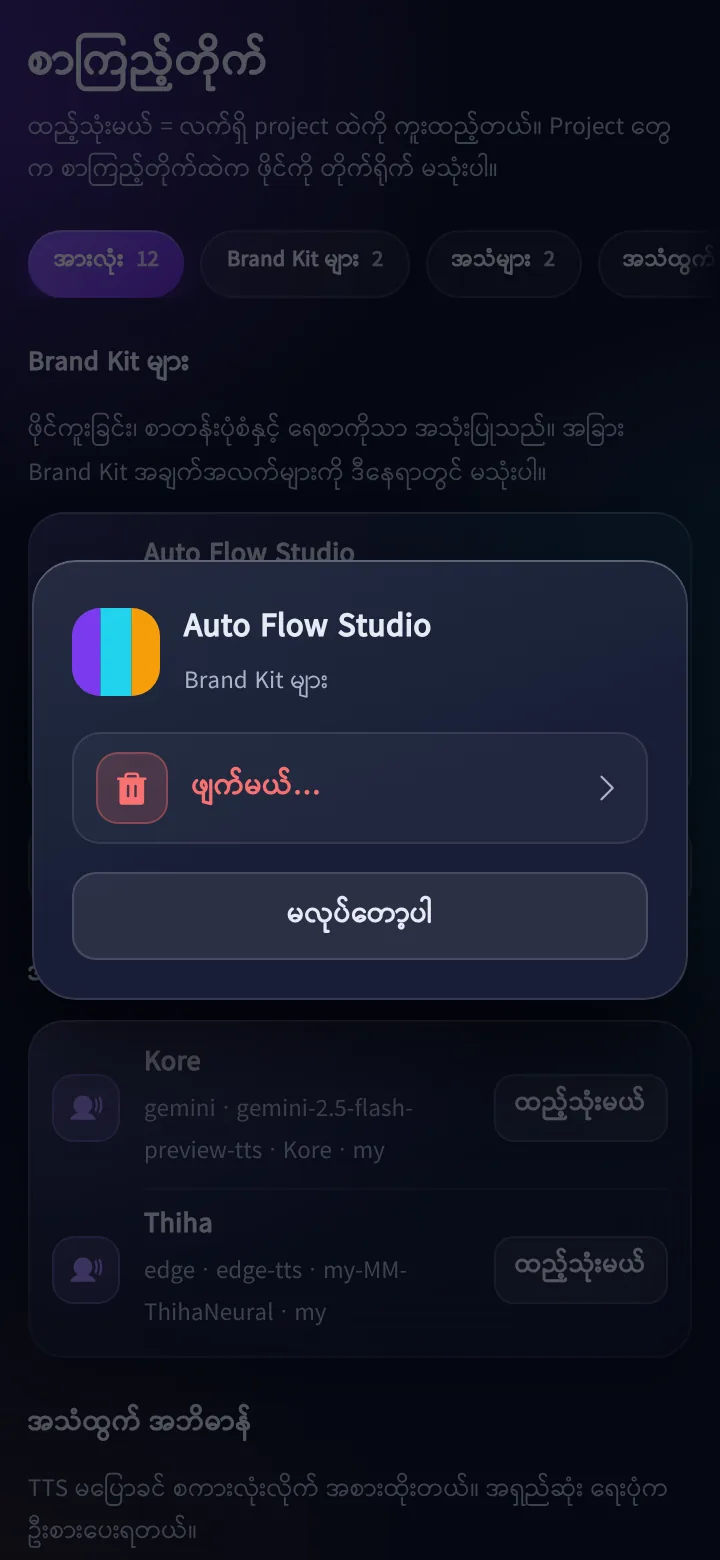 စာကြည့်တိုက်
ထည့်သုံးမယ် = လက်ရှိ project ထဲကို ကူးထည့်တယ်။ Project တွေ
က စာကြည့်တိုက်ထဲက ဖိုင်ကို တိုက်ရိုက် မသုံးပါ။
အားလုံး 12
Brand Kit များ 2
အသံများ 2
အသံထွက်
Brand Kit များ
ဖိုင်ကူးခြင်း၊ စာတန်းပုံစံနှင့် ရေစာကိုသာ အသုံးပြုသည်။ အခြား
Brand Kit အချက်အလက်များကို ဒီနေရာတွင် မသုံးပါ။
Auto Flow Studio
Auto Flow Studio
Brand Kit များ
ဖျက်မယ်…
မလုပ်တော့ပါ
Kore
gemini · gemini-2.5-flash-
preview-tts · Kore · my
ထည့်သုံးမယ်
Thiha
edge · edge-tts · my-MM-
ThihaNeural · my
ထည့်သုံးမယ်
အသံထွက် အဘိဓာန်
TTS မပြောခင် စကားလုံးလိုက် အစားထိုးတယ်။ အရှည်ဆုံး ရေးပုံက
ဦးစားပေးရတယ်။